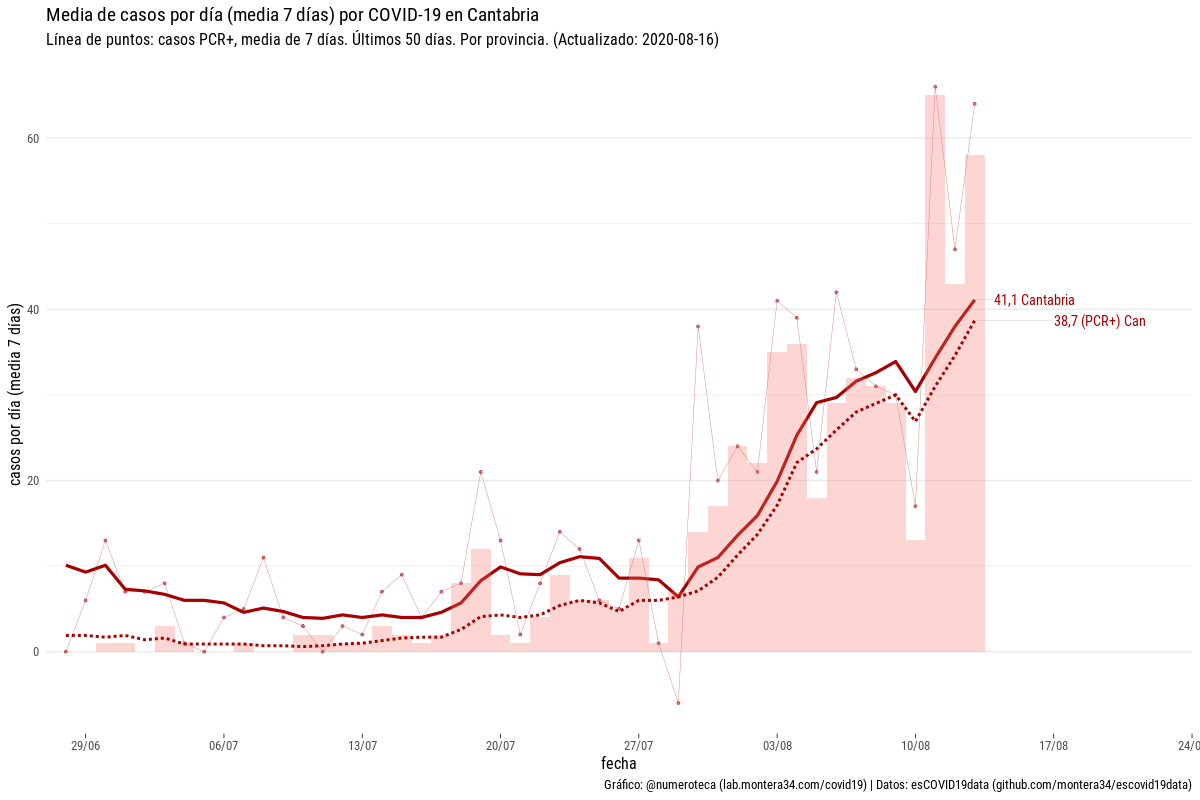 Media de casos por día (media 7 días) por COVID-19 en Cantabria
Línea de puntos: casos PCR+, media de 7 días. Últimos 50 días. Por provincia. (Actualizado: 2020-08-16)
casos por día (media 7 días)
60
40
20
0
41,1 Cantabria
38,7 (PCR+) Can
29/06
06/07
13/07
20/07
27/07
03/08
10/08
17/08
24/0
fecha
Gráfico: @numeroteca (lab.montera34.com/covid19) | Datos: esCOVID19data (github.com/montera34/escovid19data)